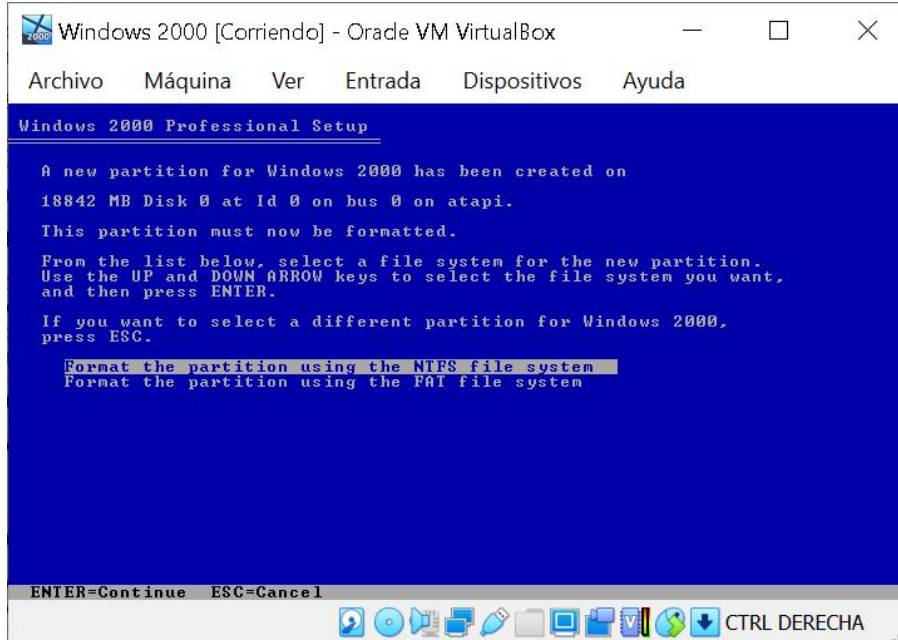 Windows 2000 [Corriendo] - Oracle VM VirtualBox
Archivo Máquina Ver Entrada Dispositivos Ayuda
Windows 2000 Professional Setup
A new partition for Windows 2000 has been created on
18842 MB Disk 0 at Id 0 on bus 0 on atapi.
This partition must now be formatted.
From the list below, select a file system for the new partition.
Use the UP and DOWN ARROW keys to select the file system you want,
and then press ENTER.
If you want to select a different partition for Windows 2000,
press ESC.
Format the partition using the NTFS file system
Format the partition using the FAT file system
ENTER=Continue ESC=Cancel
CTRL DERECHA